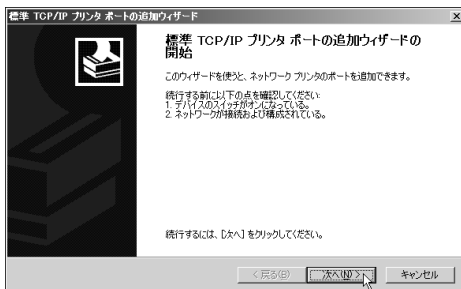 標準 TCP/IP プリンタ ポートの追加ウィザード
標準 TCP/IP プリンタ ポートの追加ウィザードの
開始
このウィザードを使うと、ネットワーク プリンタのポートを追加できます。
続行する前に以下の点を確認してください:
1. デバイスのスイッチがオンになっている。
2. ネットワークが接続および構成されている。
続行するには、[次へ] をクリックしてください。
< 戻る(B)
次へ(N) >
キャンセル